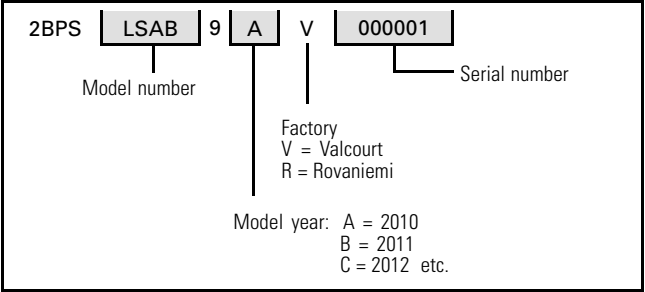 2BPS LSAB 9 A V 000001
Model number
Serial number
Factory
V = Valcourt
R = Rovaniemi
Model year: A = 2010
B = 2011
C = 2012 etc.